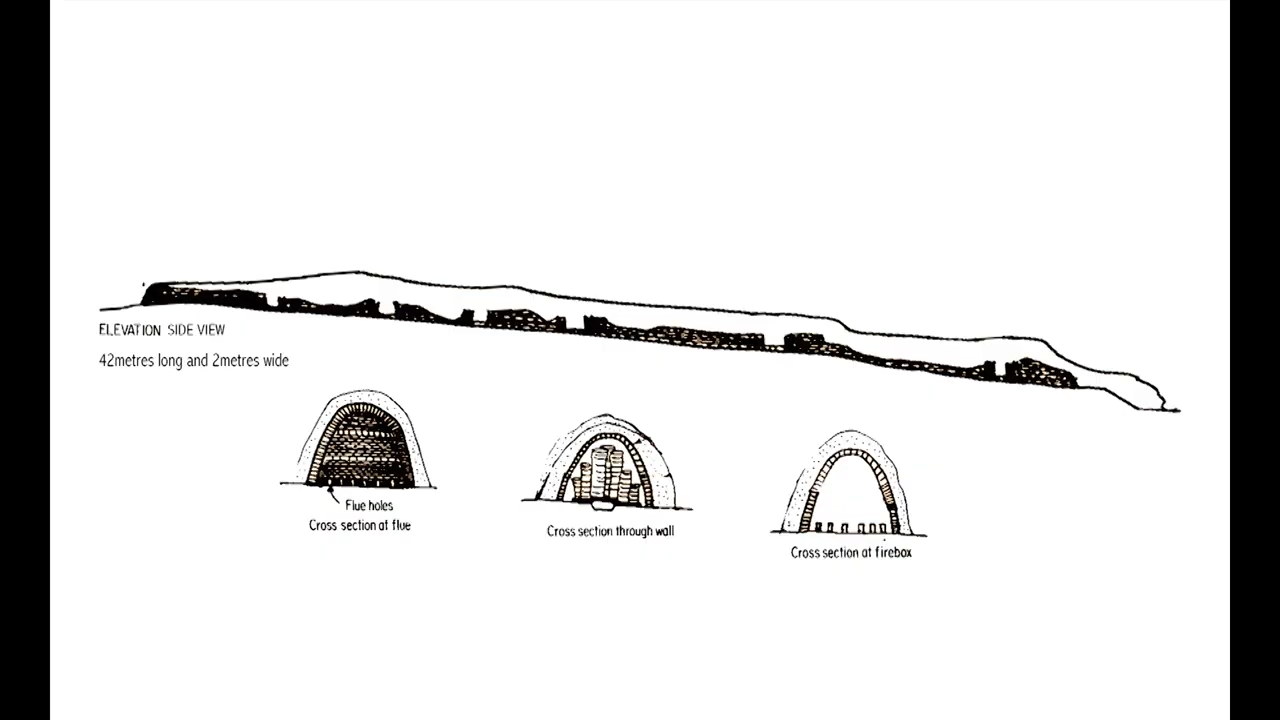 ELEVATION SIDE VIEW
42metres long and 2metres wide
Flue holes
Cross section at flue
Cross section through wall
Cross section at firebox